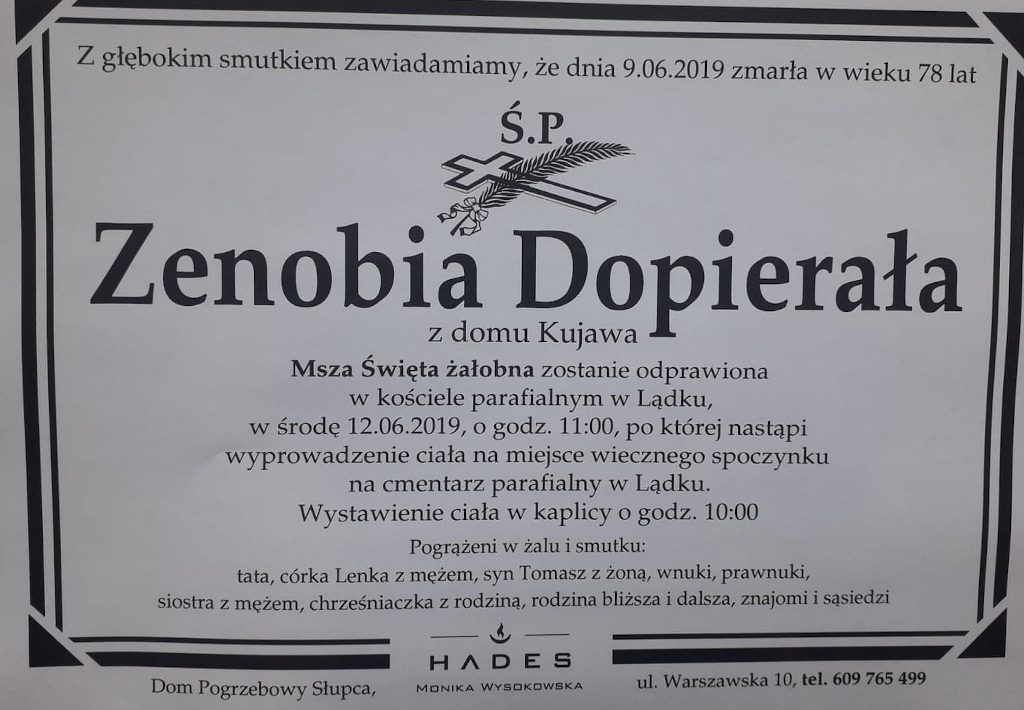 Z głębokim smutkiem zawiadamiamy, że dnia 9.06.2019 zmarła w wieku 78 lat
Ś.P.
Zenobia Dopierała
z domu Kujawa
Msza Święta żałobna zostanie odprawiona
w kościele parafialnym w Lądku,
w środę 12.06.2019, o godz. 11:00, po której nastąpi
wyprowadzenie ciała na miejsce wiecznego spoczynku
na cmentarz parafialny w Lądku.
Wystawienie ciała w kaplicy o godz. 10:00
Pogrążeni w żalu i smutku:
tata, córka Lenka z mężem, syn Tomasz z żoną, wnuki, prawnuki,
siostra z mężem, chrześniaczka z rodziną, rodzina bliższa i dalsza, znajomi i sąsiedzi
HADES
MONIKA WYSOKOWSKA
Dom Pogrzebowy Słupca,
ul. Warszawska 10, tel. 609 765 499